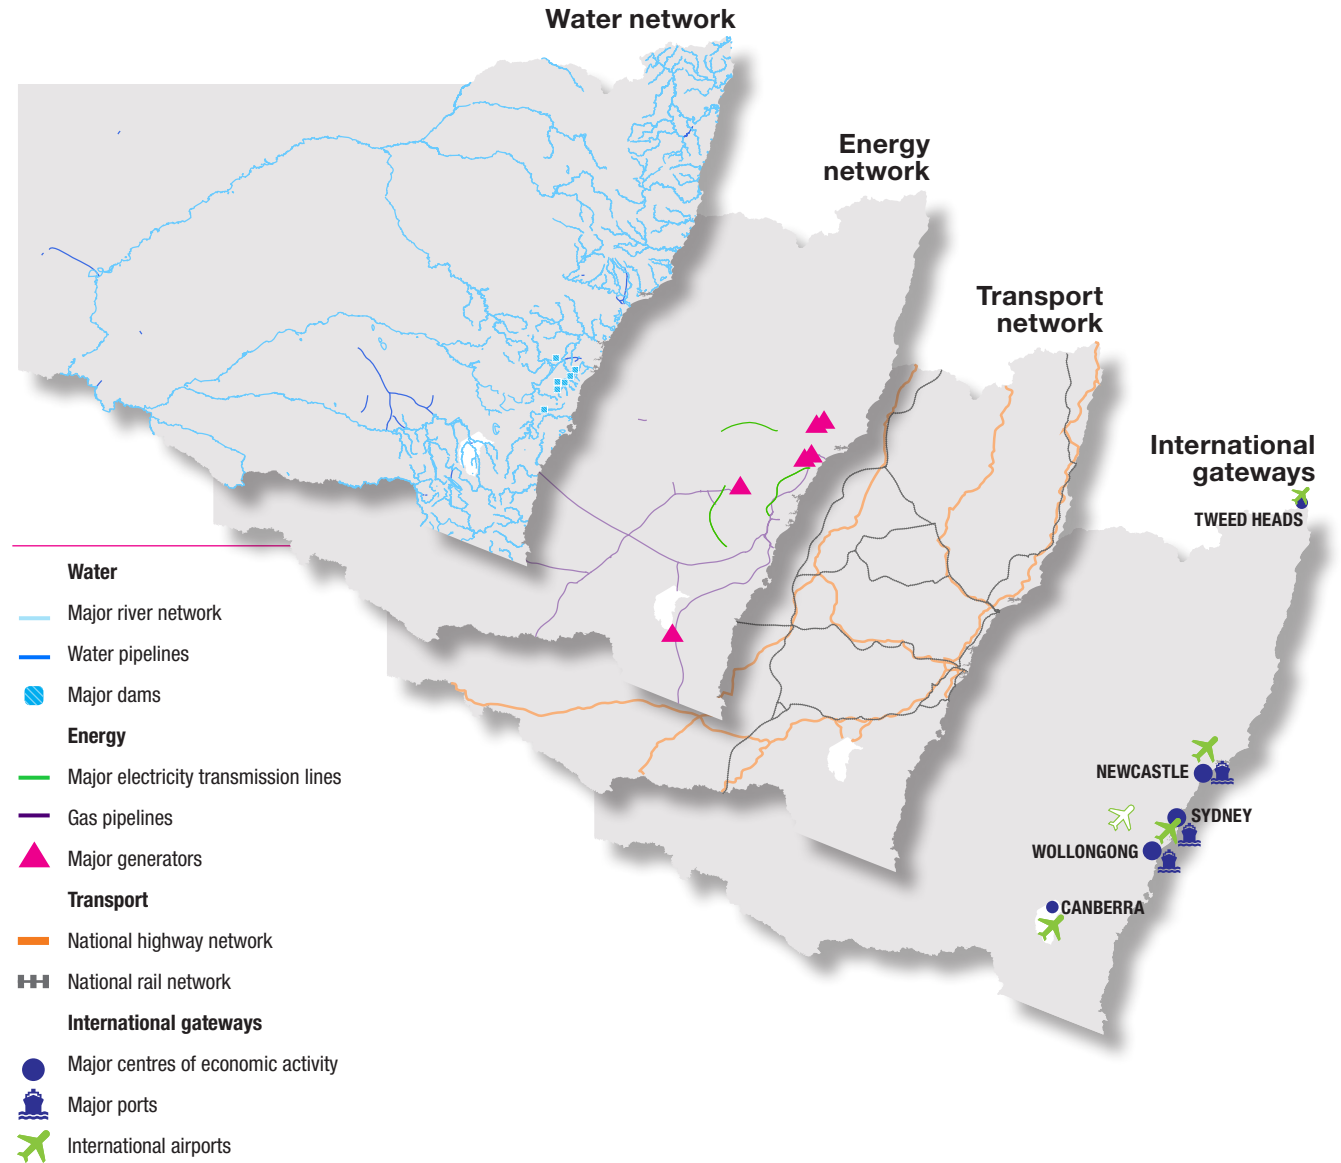 Water network
Energy
network
Transport
network
International
gateways
TWEED HEADS
NEWCASTLE
SYDNEY
WOLLONGONG
CANBERRA
Water
Major river network
Water pipelines
Major dams
Energy
Major electricity transmission lines
Gas pipelines
Major generators
Transport
National highway network
National rail network
International gateways
Major centres of economic activity
Major ports
International airports